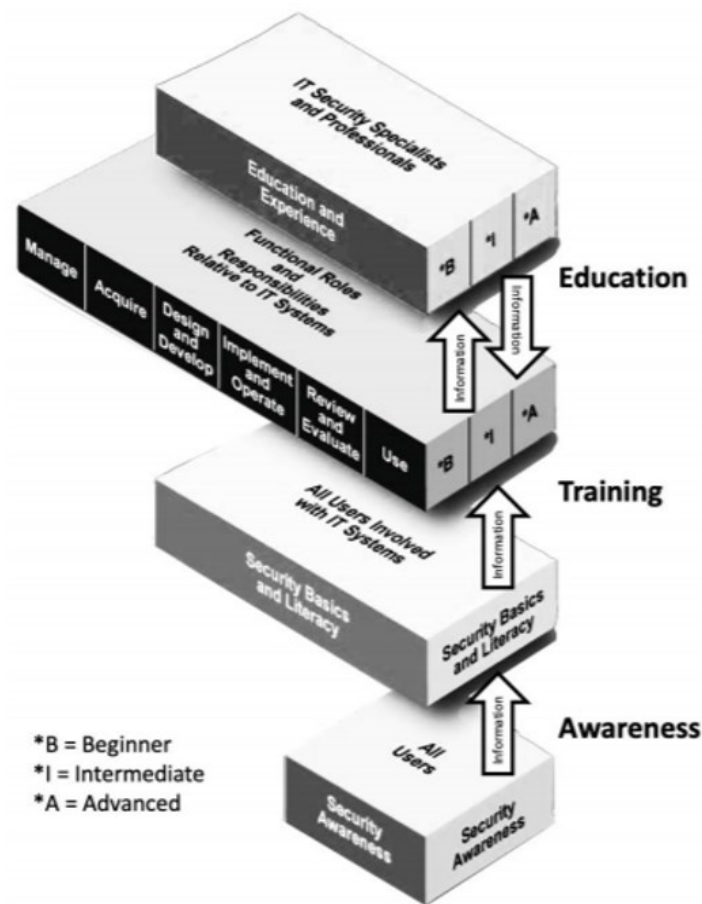 IT Security Specialists
and Professionals
Education and
Experience
*B
*I
*A
Functional Roles
and
Responsibilities
Relative to IT Systems
Education
Information
Information
Manage
Acquire
Design
and
Develop
Implement
and
Operate
Review
and
Evaluate
Use
*B
*I
*A
Training
All Users Involved
with IT Systems
Information
Security Basics
and Literacy
Security Basics
and Literacy
Awareness
All
Users
Information
Security
Awareness
Security
Awareness
*B = Beginner
*I = Intermediate
*A = Advanced